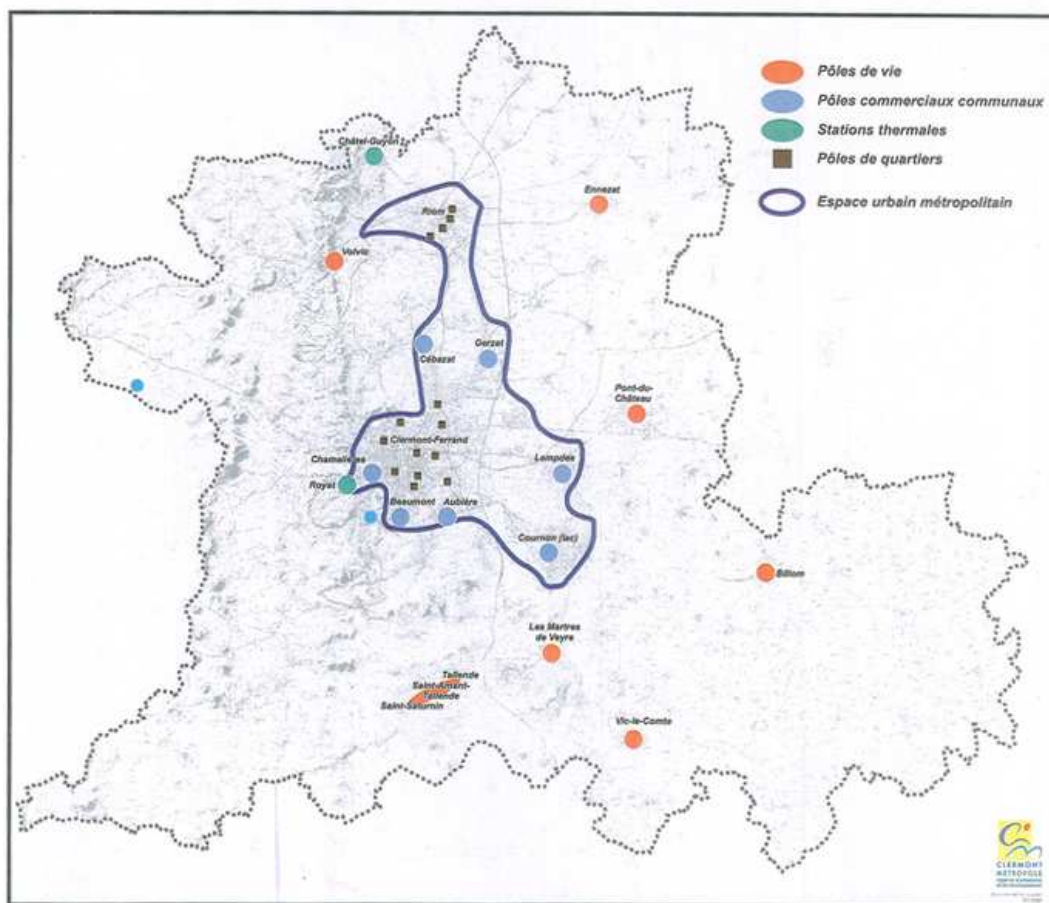 Pôles de vie
Pôles commerciaux communaux
Stations thermales
Pôles de quartiers
Espace urbain métropolitain
Châtel-Guyon
Ennezat
Riom
Volvic
Cébazat
Gerzat
Pont-du-
Château
Clermont-Ferrand
Chamalières
Lempdes
Royat
Beaumont
Aubière
Cournon (lac)
Billom
Les Martres
de Veyre
Tallende
Saint-Amant-
Tallende
Saint-Saturnin
Vic-le-Comte
CLERMONT
MÉTROPOLE